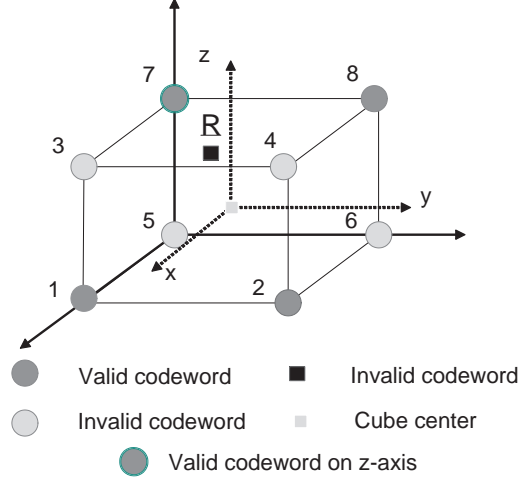 z
7
8
R
3
4
y
5
6
x
1
2
Valid codeword
Invalid codeword
Invalid codeword
Cube center
Valid codeword on z-axis